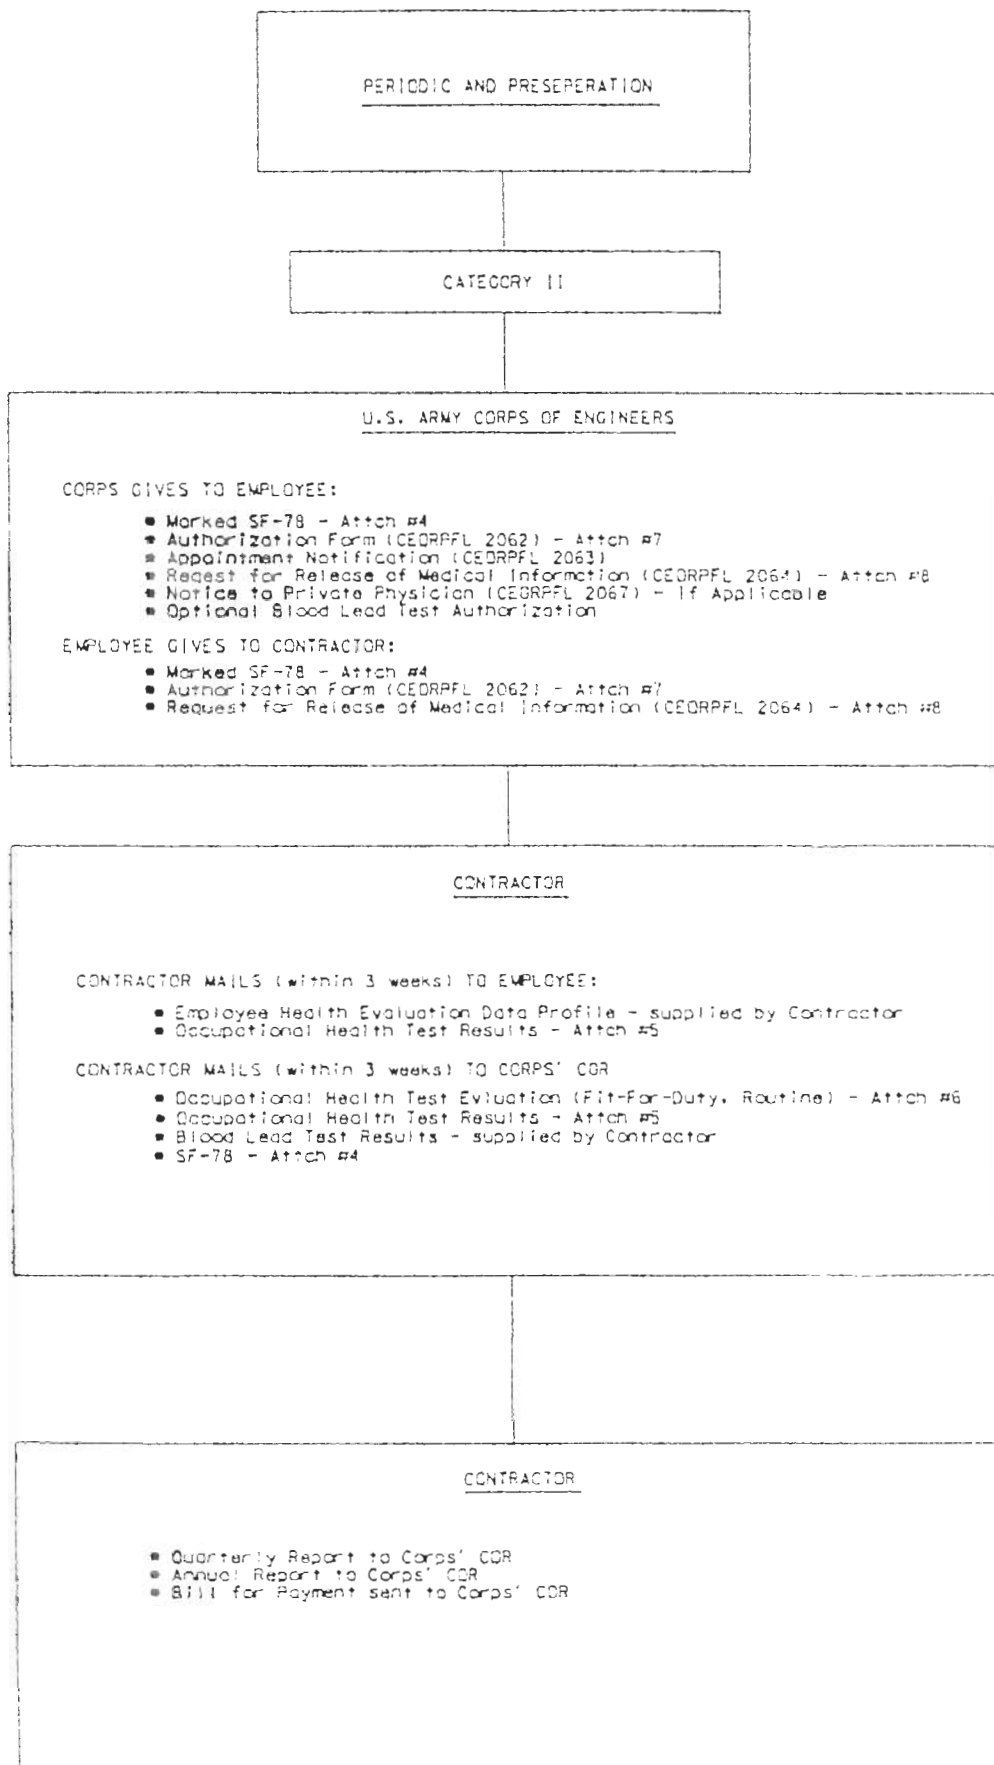 PERIODIC AND PRESEPERATION
CATEGORY II
U.S. ARMY CORPS OF ENGINEERS
CORPS GIVES TO EMPLOYEE:
• Marked SF-78 - Attch #4
• Authorization Form (CEORPFL 2062) - Attch #7
• Appointment Notification (CEORPFL 2063)
• Reqest for Release of Medical Information (CEORPFL 2064) - Attch #8
• Notice to Private Physician (CEORPFL 2067) - If Applicable
• Optional Blood Lead Test Authorization
EMPLOYEE GIVES TO CONTRACTOR:
• Marked SF-78 - Attch #4
• Authorization Form (CEORPFL 2062) - Attch #7
• Request for Release of Medical Information (CEORPFL 2064) - Attch #8
CONTRACTOR
CONTRACTOR MAILS (within 3 weeks) TO EMPLOYEE:
• Employee Health Evaluation Data Profile - supplied by Contractor
• Occupational Health Test Results - Attch #5
CONTRACTOR MAILS (within 3 weeks) TO CORPS' COR
• Occupational Health Test Evluation (Fit-For-Duty, Routine) - Attch #6
• Occupational Health Test Results - Attch #5
• Blood Lead Test Results - supplied by Contractor
• SF-78 - Attch #4
CONTRACTOR
• Quarterly Report to Corps' COR
• Annual Report to Corps' COR
• Bill for Payment sent to Corps' COR